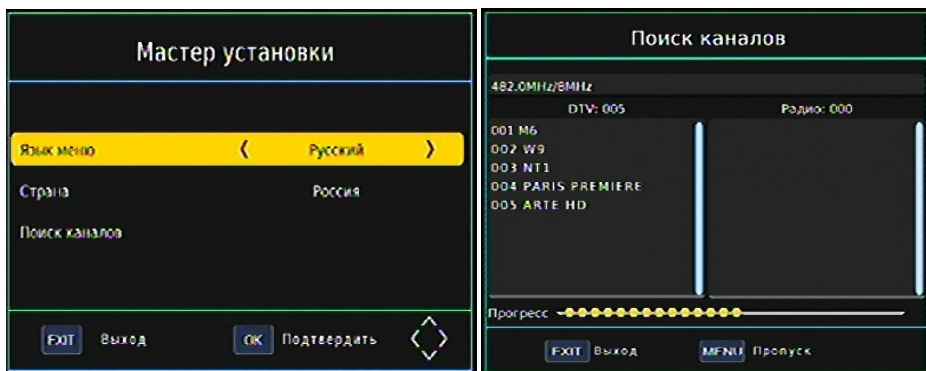 Мастер установки
Язык меню
Русский
Страна
Россия
Поиск каналов
EXIT Выход
OK Подтвердить
Поиск каналов
482.0MHz/8MHz
DTV: 005
Радио: 000
001 M6
002 W9
003 NT1
004 PARIS PREMIERE
005 ARTE HD
Прогресс
EXIT Выход
MENU Пропуск